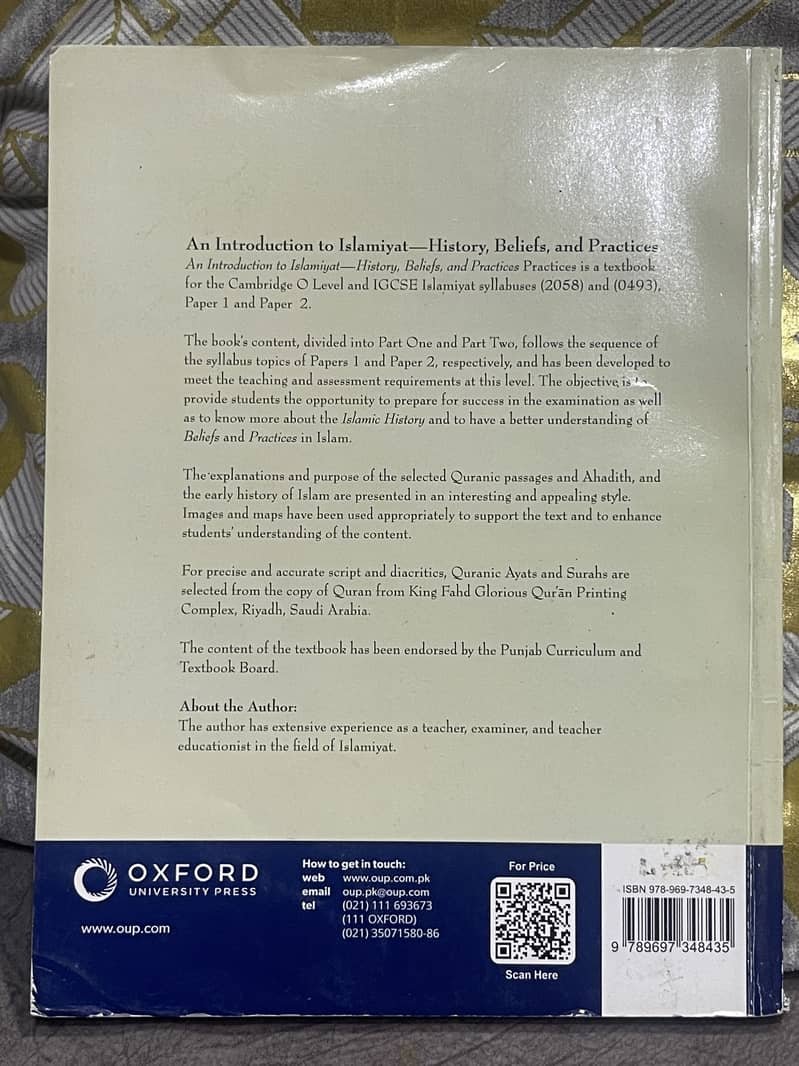 An Introduction to Islamiyat—History, Beliefs, and Practices
An Introduction to Islamiyat—History, Beliefs, and Practices Practices is a textbook
for the Cambridge O Level and IGCSE Islamiyat syllabuses (2058) and (0493),
Paper 1 and Paper 2.
The book's content, divided into Part One and Part Two, follows the sequence of
the syllabus topics of Papers 1 and Paper 2, respectively, and has been developed to
meet the teaching and assessment requirements at this level. The objective is to
provide students the opportunity to prepare for success in the examination as well
as to know more about the Islamic History and to have a better understanding of
Beliefs and Practices in Islam.
The explanations and purpose of the selected Quranic passages and Ahadith, and
the early history of Islam are presented in an interesting and appealing style.
Images and maps have been used appropriately to support the text and to enhance
students' understanding of the content.
For precise and accurate script and diacritics, Quranic Ayats and Surahs are
selected from the copy of Quran from King Fahd Glorious Qur'ān Printing
Complex, Riyadh, Saudi Arabia.
The content of the textbook has been endorsed by the Punjab Curriculum and
Textbook Board.
About the Author:
The author has extensive experience as a teacher, examiner, and teacher
educationist in the field of Islamiyat.
OXFORD
UNIVERSITY PRESS
www.oup.com
How to get in touch:
web www.oup.com.pk
email oup.pk@oup.com
tel (021) 111 693673
(111 OXFORD)
(021) 35071580-86
For Price
Scan Here
ISBN 978-969-7348-43-5
9 789697 348435